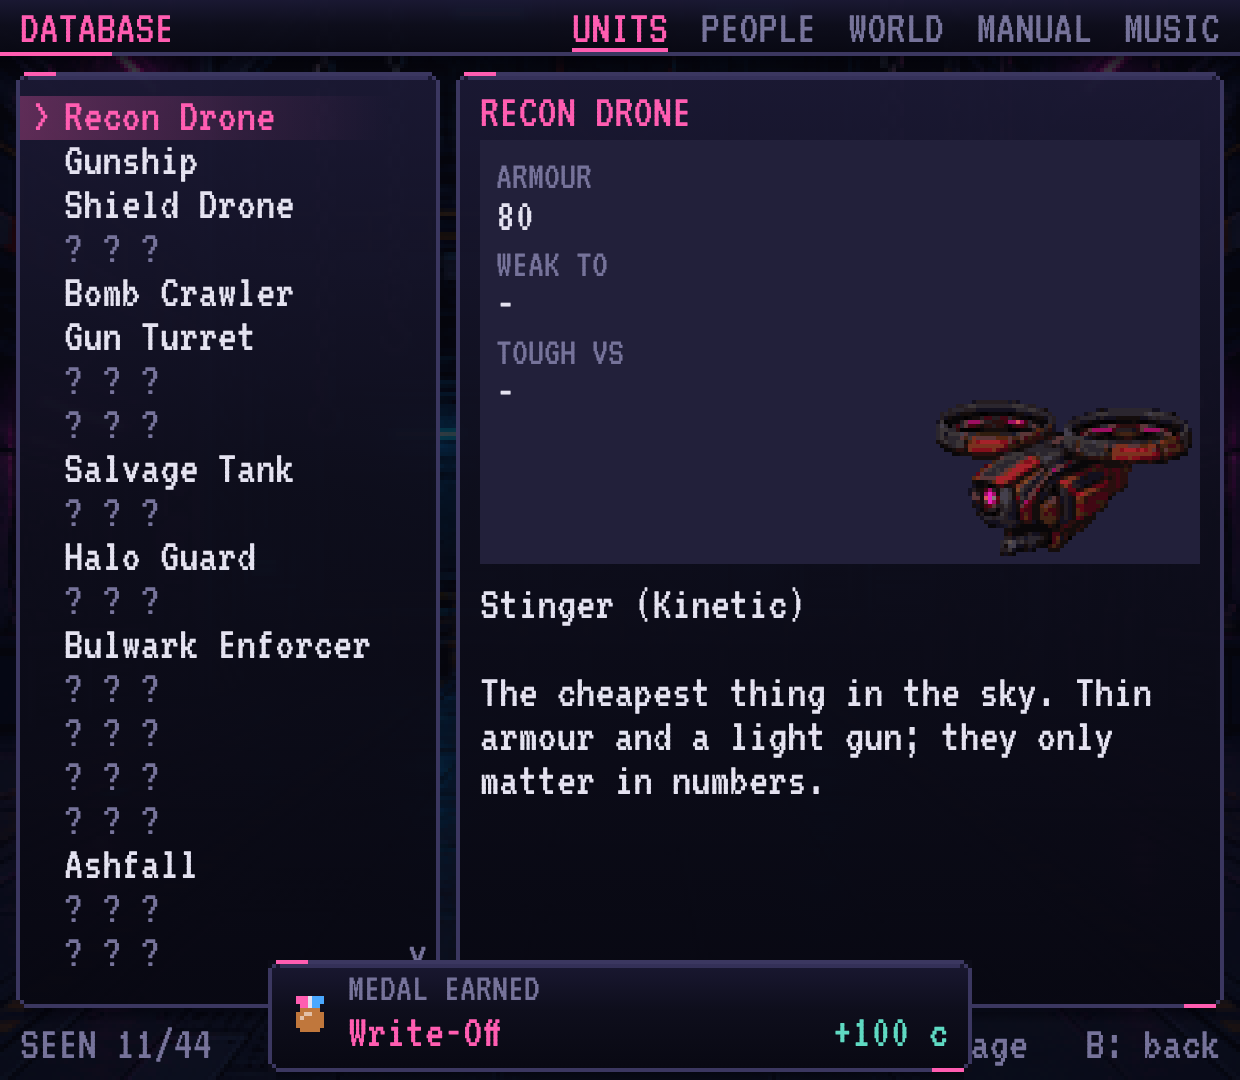 DATABASE
UNITS PEOPLE WORLD MANUAL MUSIC
> Recon Drone
Gunship
Shield Drone
? ? ?
Bomb Crawler
Gun Turret
? ? ?
? ? ?
Salvage Tank
? ? ?
Halo Guard
? ? ?
Bulwark Enforcer
? ? ?
? ? ?
? ? ?
? ? ?
Ashfall
? ? ?
? ? ?
RECON DRONE
ARMOUR
80
WEAK TO
-
TOUGH VS
-
Stinger (Kinetic)
The cheapest thing in the sky. Thin
armour and a light gun; they only
matter in numbers.
MEDAL EARNED
Write-Off +100 c
SEEN 11/44
age B: back